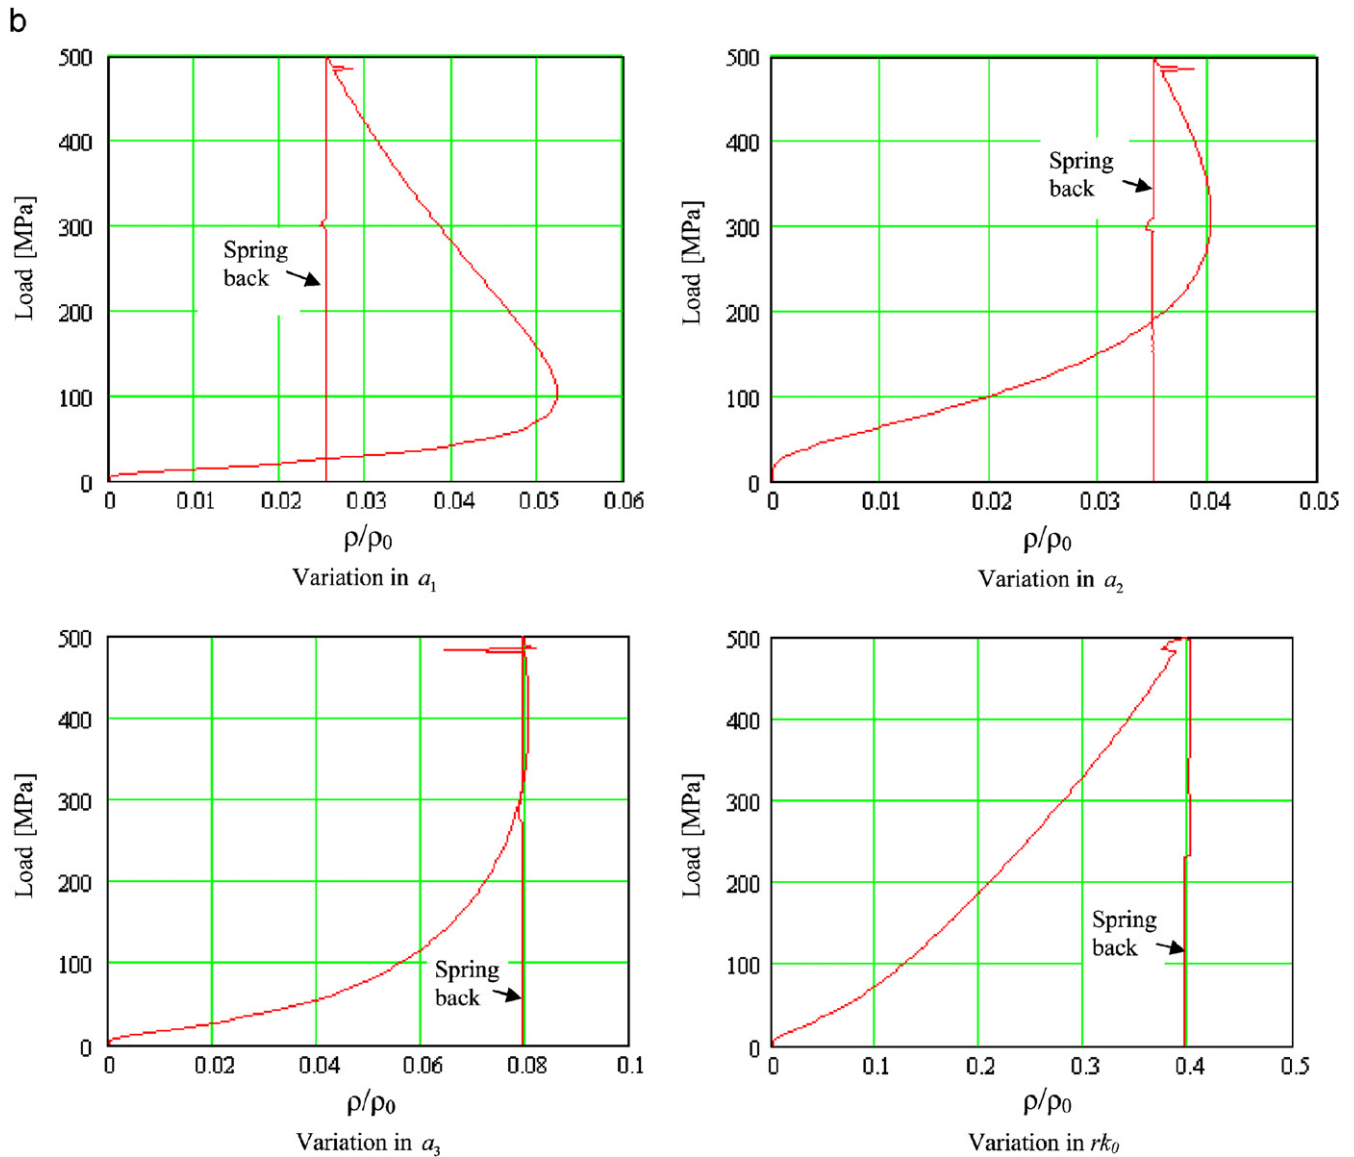 b
500
400
300
200
100
0
Load [MPa]
Spring
back
0 0.01 0.02 0.03 0.04 0.05 0.06
ρ/ρ₀
Variation in a₁
500
400
300
200
100
0
Load [MPa]
Spring
back
0 0.01 0.02 0.03 0.04 0.05
ρ/ρ₀
Variation in a₂
500
400
300
200
100
0
Load [MPa]
Spring
back
0 0.02 0.04 0.06 0.08 0.1
ρ/ρ₀
Variation in a₃
500
400
300
200
100
0
Load [MPa]
Spring
back
0 0.1 0.2 0.3 0.4 0.5
ρ/ρ₀
Variation in rk₀